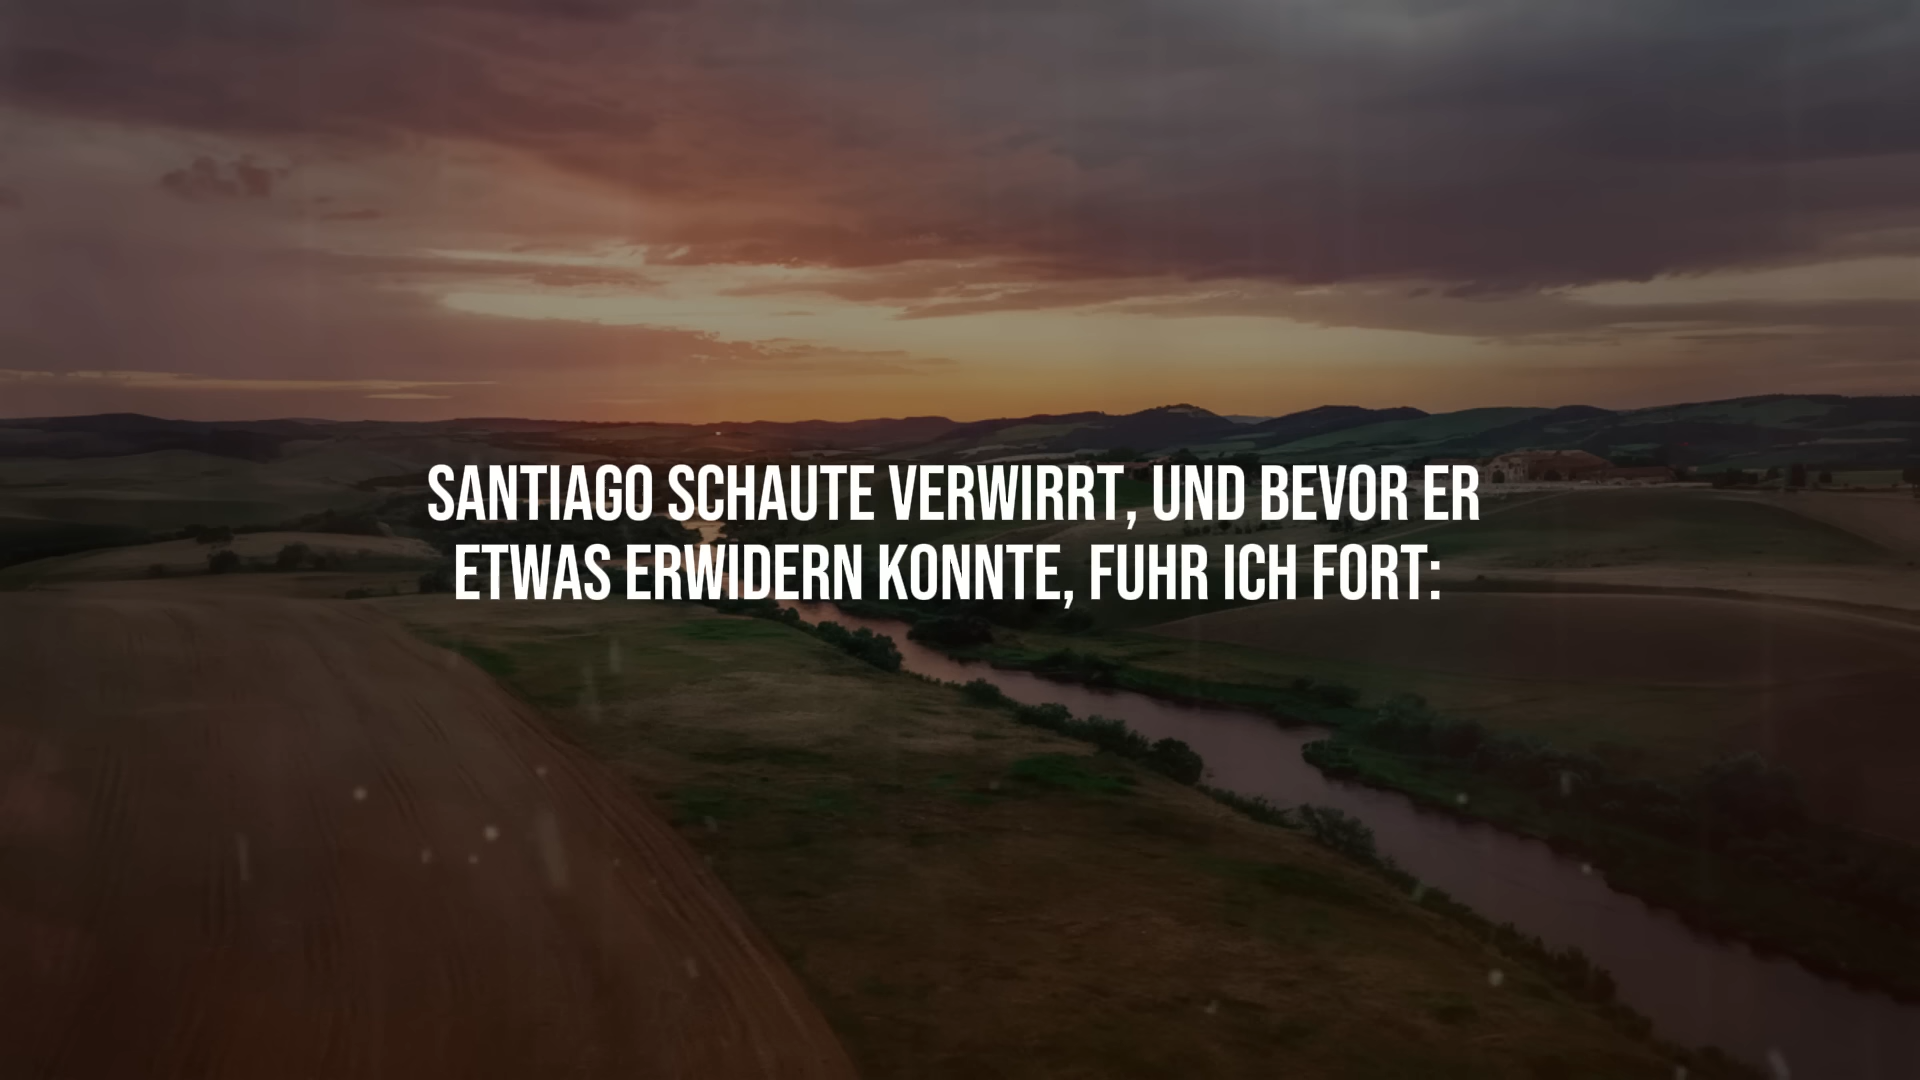 SANTIAGO SCHAUTE VERWIRRT, UND BEVOR ER
ETWAS ERWIDERN KONNTE, FUHR ICH FORT: